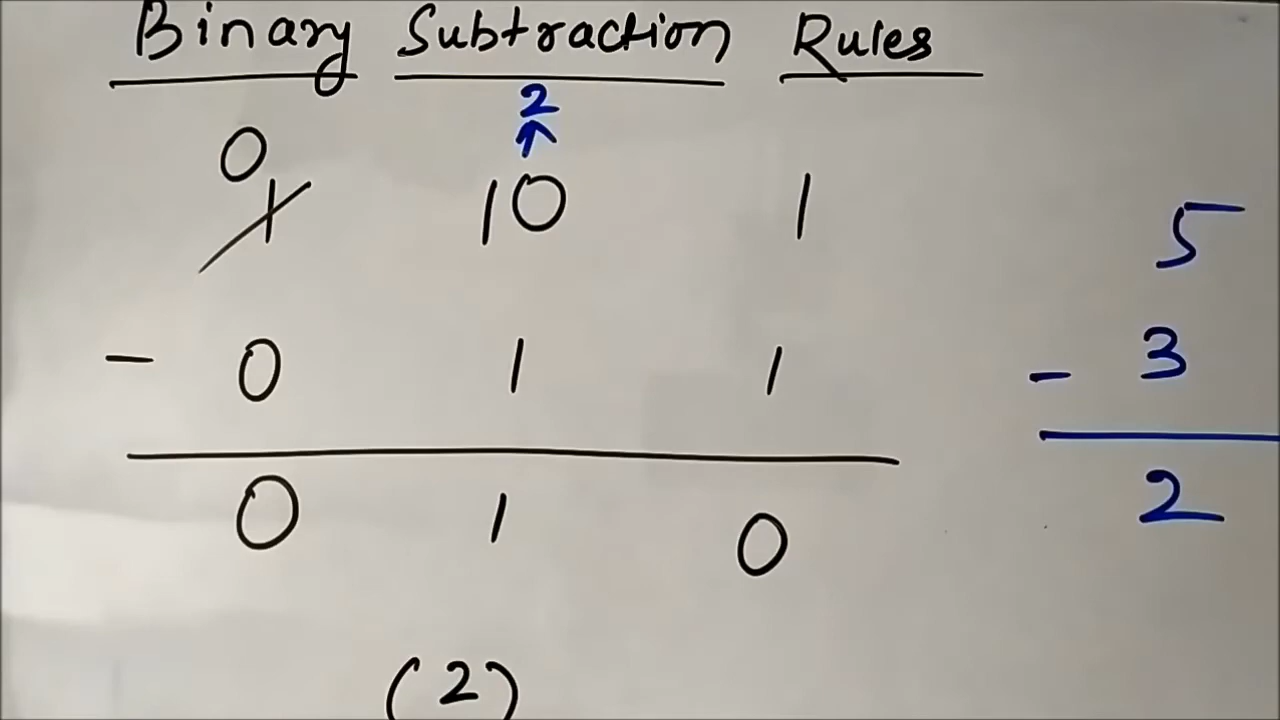 Binary Subtraction Rules
2
0
1 10 1 5
- 0 1 1 - 3
0 1 0 2
(2)